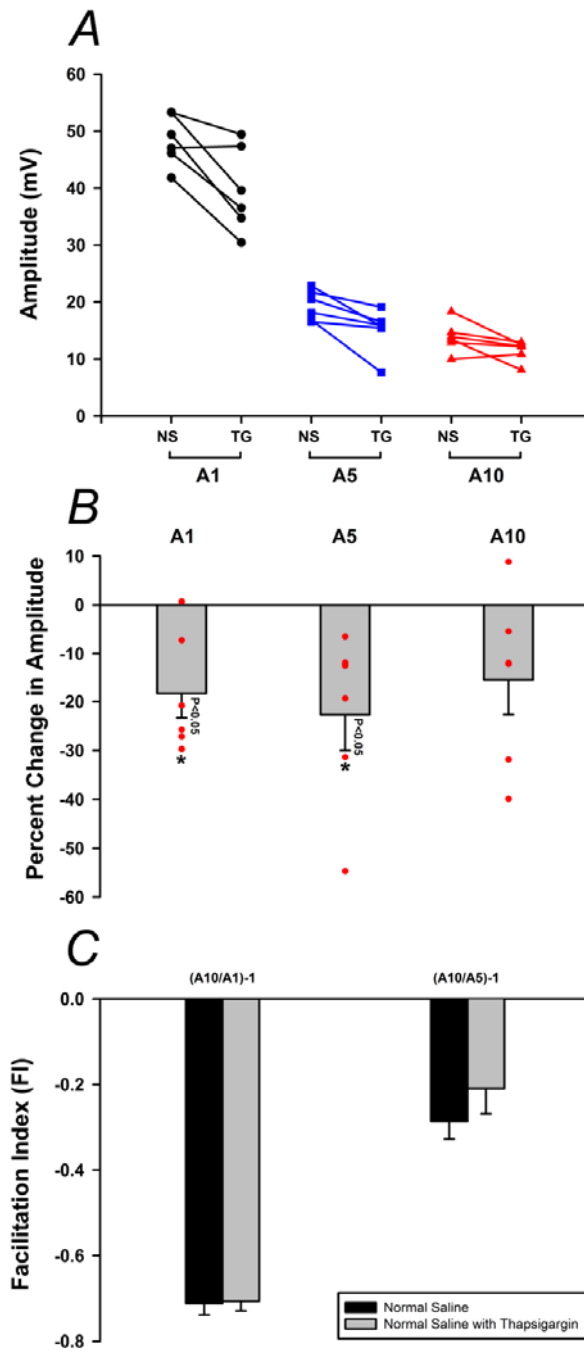 A
60
50
40
30
20
10
0
Amplitude (mV)
NS TG NS TG NS TG
A1 A5 A10
B
A1 A5 A10
10
0
-10
-20
-30
-40
-50
-60
Percent Change in Amplitude
P<0.05
*
P<0.05
*
C
(A10/A1)-1 (A10/A5)-1
0.0
-0.2
-0.4
-0.6
-0.8
Facilitation Index (FI)
Normal Saline
Normal Saline with Thapsigargin